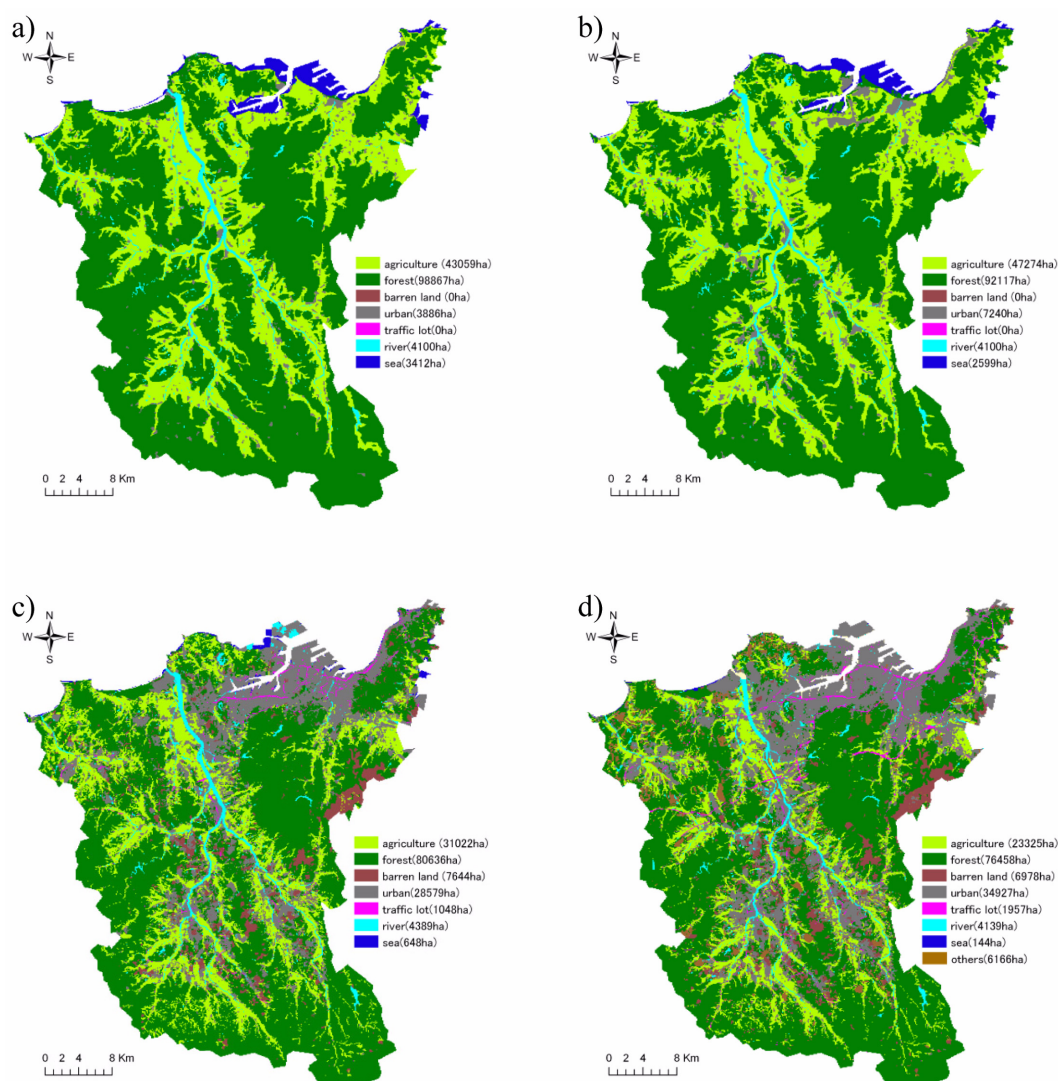 a)
N
W E
S
agriculture (43059ha)
forest(98867ha)
barren land (0ha)
urban(3886ha)
traffic lot(0ha)
river(4100ha)
sea(3412ha)
0 2 4 8 Km
b)
N
W E
S
agriculture (47274ha)
forest(92117ha)
barren land (0ha)
urban(7240ha)
traffic lot(0ha)
river(4100ha)
sea(2599ha)
0 2 4 8 Km
c)
N
W E
S
agriculture (31022ha)
forest(80636ha)
barren land (7644ha)
urban(28579ha)
traffic lot(1048ha)
river(4389ha)
sea(648ha)
0 2 4 8 Km
d)
N
W E
S
agriculture (23325ha)
forest(76458ha)
barren land (6978ha)
urban(34927ha)
traffic lot(1957ha)
river(4139ha)
sea(144ha)
others(6166ha)
0 2 4 8 Km